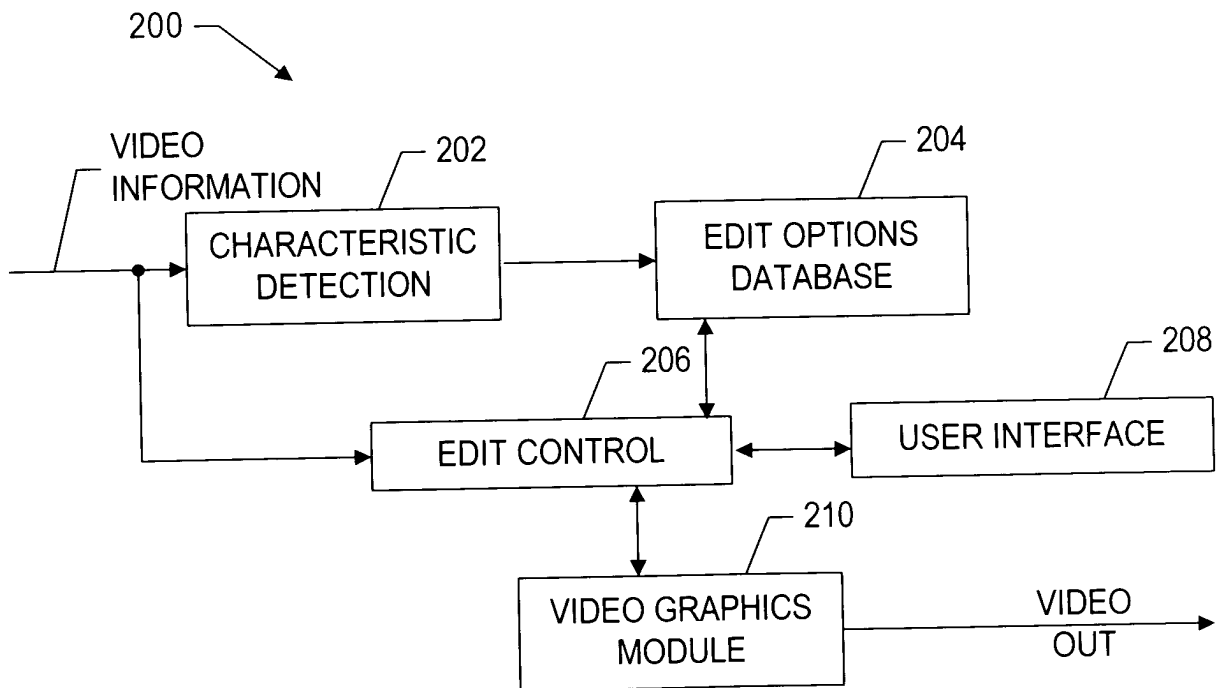 200
VIDEO
INFORMATION
202
204
CHARACTERISTIC
DETECTION
EDIT OPTIONS
DATABASE
206
208
EDIT CONTROL
USER INTERFACE
210
VIDEO GRAPHICS
MODULE
VIDEO
OUT